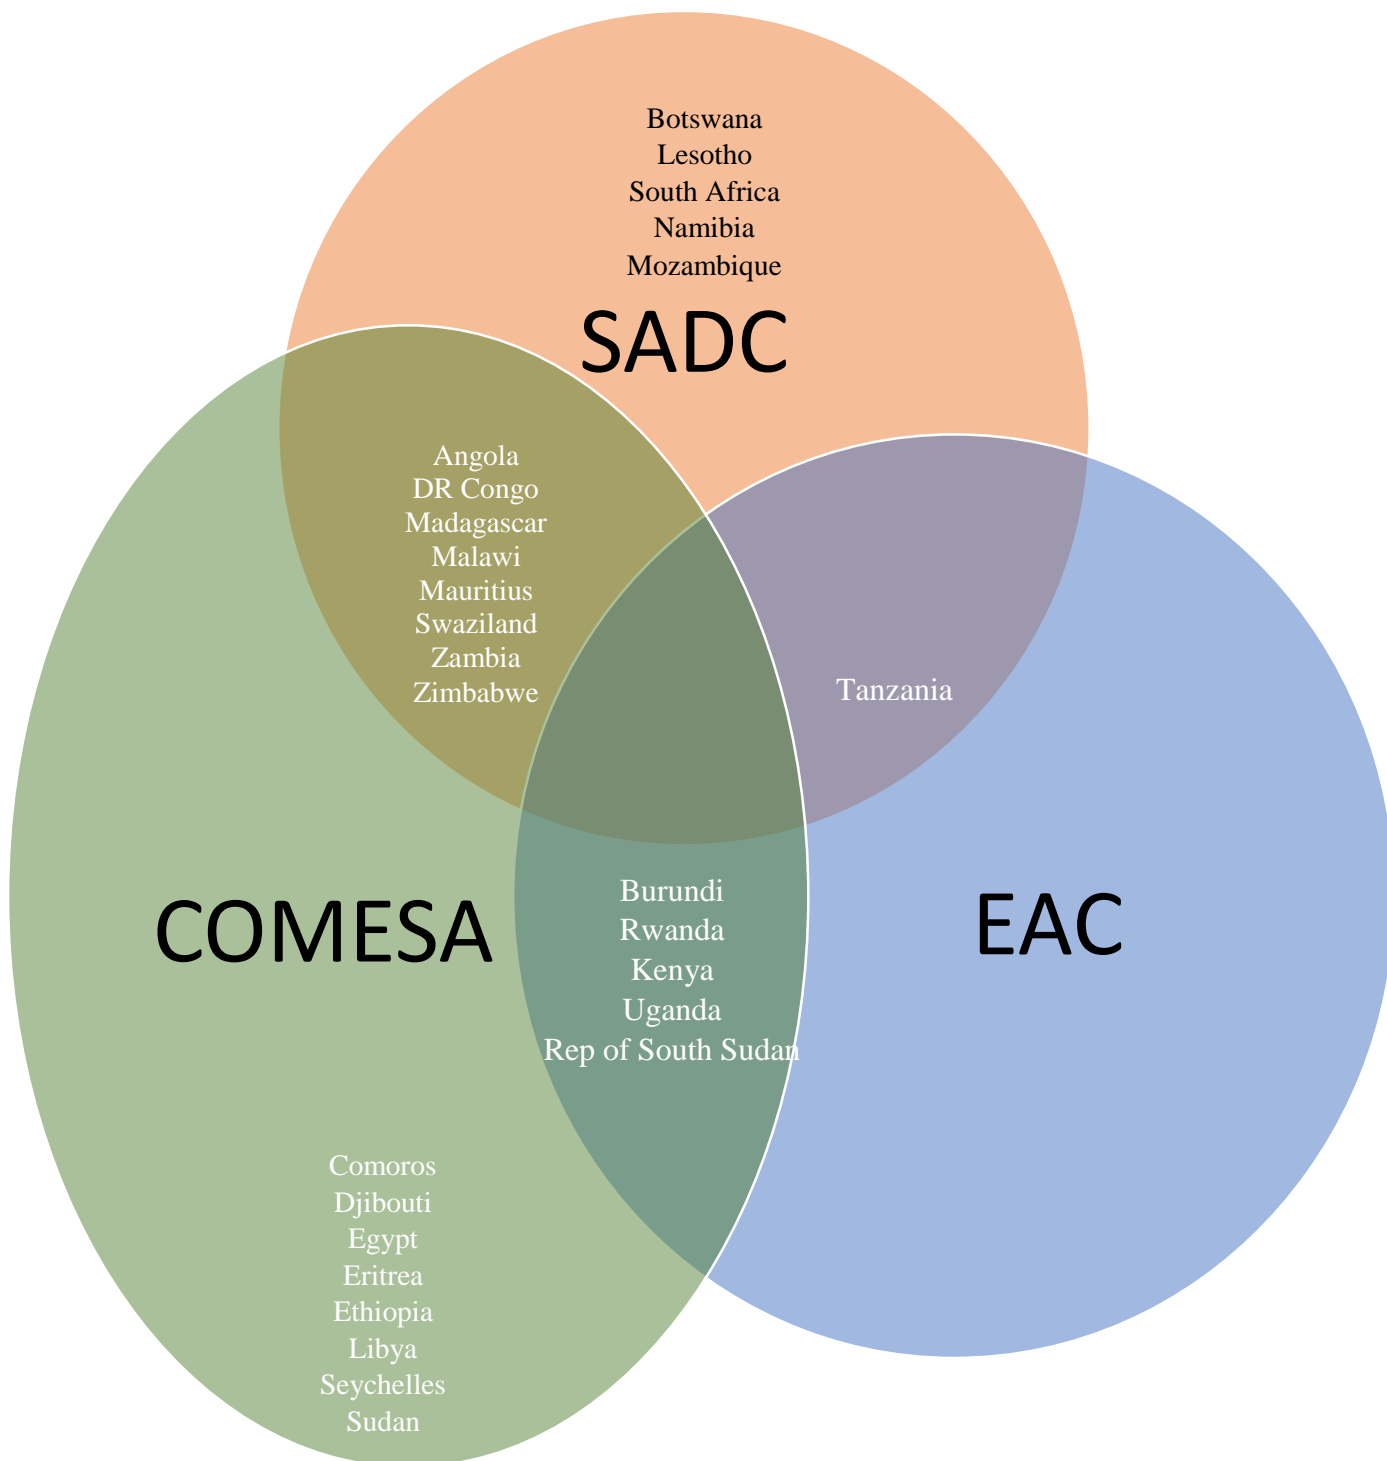 Botswana
Lesotho
South Africa
Namibia
Mozambique
SADC
Angola
DR Congo
Madagascar
Malawi
Mauritius
Swaziland
Zambia
Zimbabwe
Tanzania
COMESA
Burundi
Rwanda
Kenya
Uganda
Rep of South Sudan
EAC
Comoros
Djibouti
Egypt
Eritrea
Ethiopia
Libya
Seychelles
Sudan